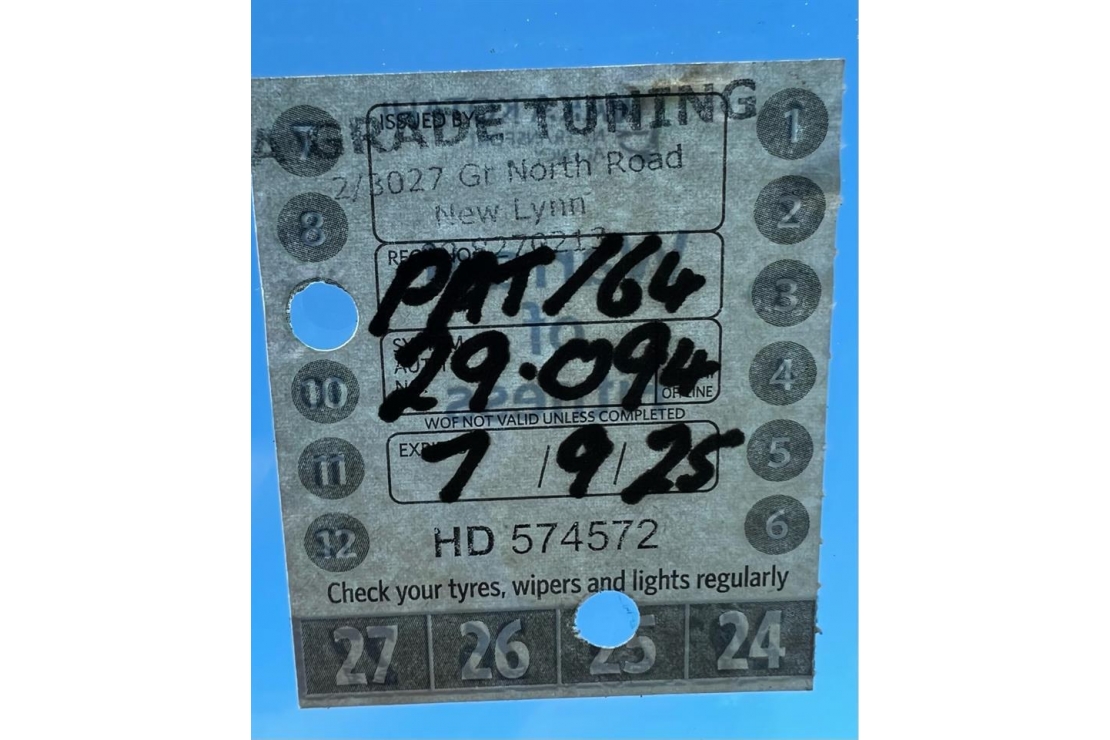 A GRADE TUNING
ISSUED BY:
2/3027 Gt North Road
New Lynn
PAT164
29.094
OFFLINE
WOF NOT VALID UNLESS COMPLETED
7/9/25
HD 574572
Check your tyres, wipers and lights regularly
27 26 25 24
7
8
10
11
12
1
2
3
4
5
6